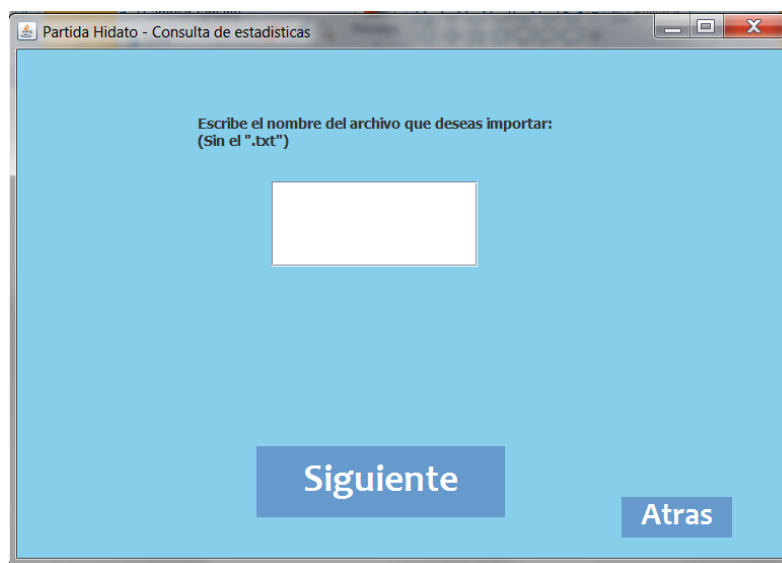 Partida Hidato - Consulta de estadisticas
Escribe el nombre del archivo que deseas importar:
(Sin el ".txt")
Siguiente
Atras